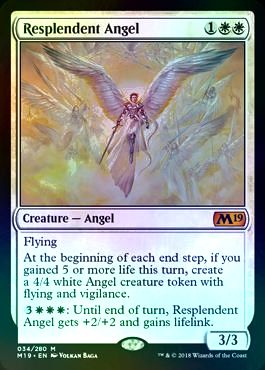 Resplendent Angel 1
Creature — Angel M19
Flying
At the beginning of each end step, if you
gained 5 or more life this turn, create
a 4/4 white Angel creature token with
flying and vigilance.
3 : Until end of turn, Resplendent
Angel gets +2/+2 and gains lifelink.
3/3
034/280 M
M19 • EN VOLKAN BAGA ™ & © 2018 Wizards of the Coast